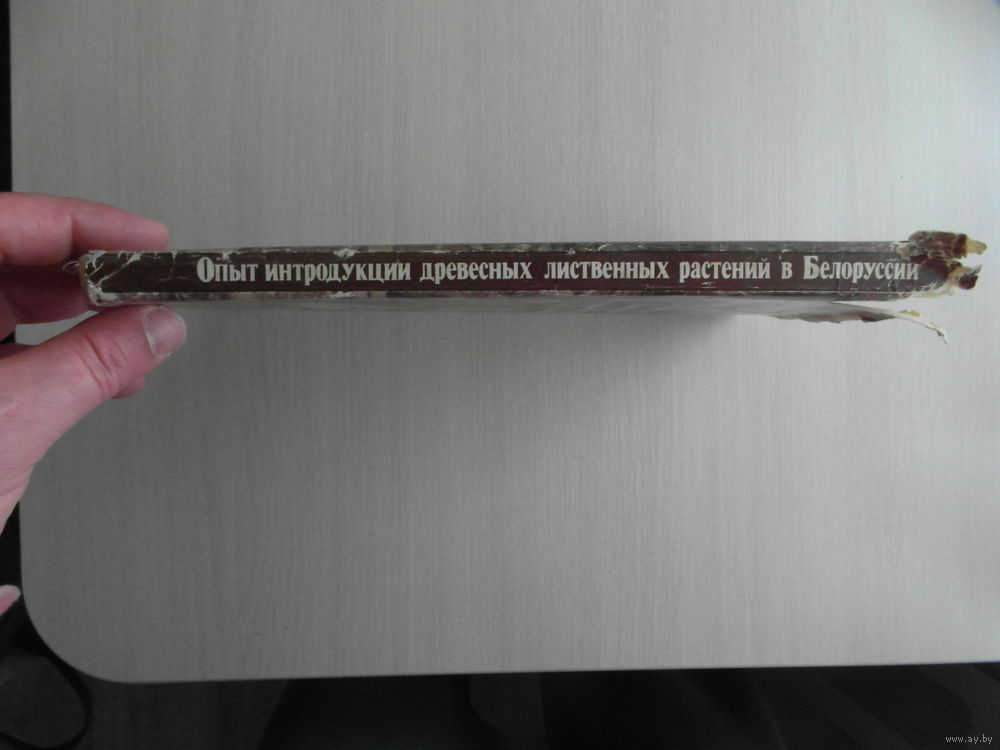 Опыт интродукции древесных лиственных растений в Белоруссии
www.ay.by